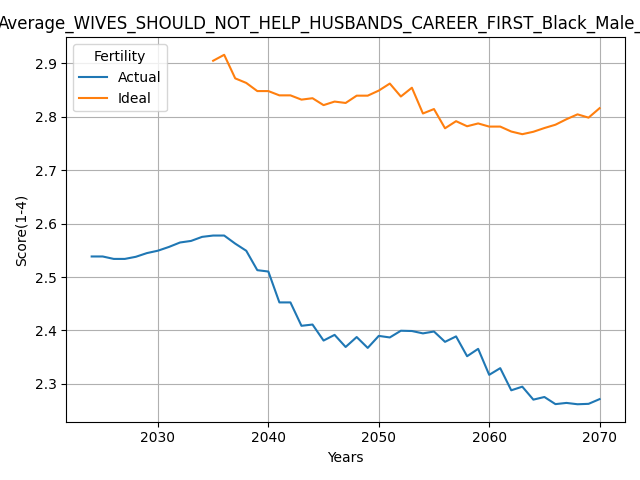 Average_WIVES_SHOULD_NOT_HELP_HUSBANDS_CAREER_FIRST_Black_Male_
Fertility
Actual
Ideal
2.9
2.8
2.7
2.6
2.5
2.4
2.3
Score(1-4)
2030
2040
2050
2060
2070
Years